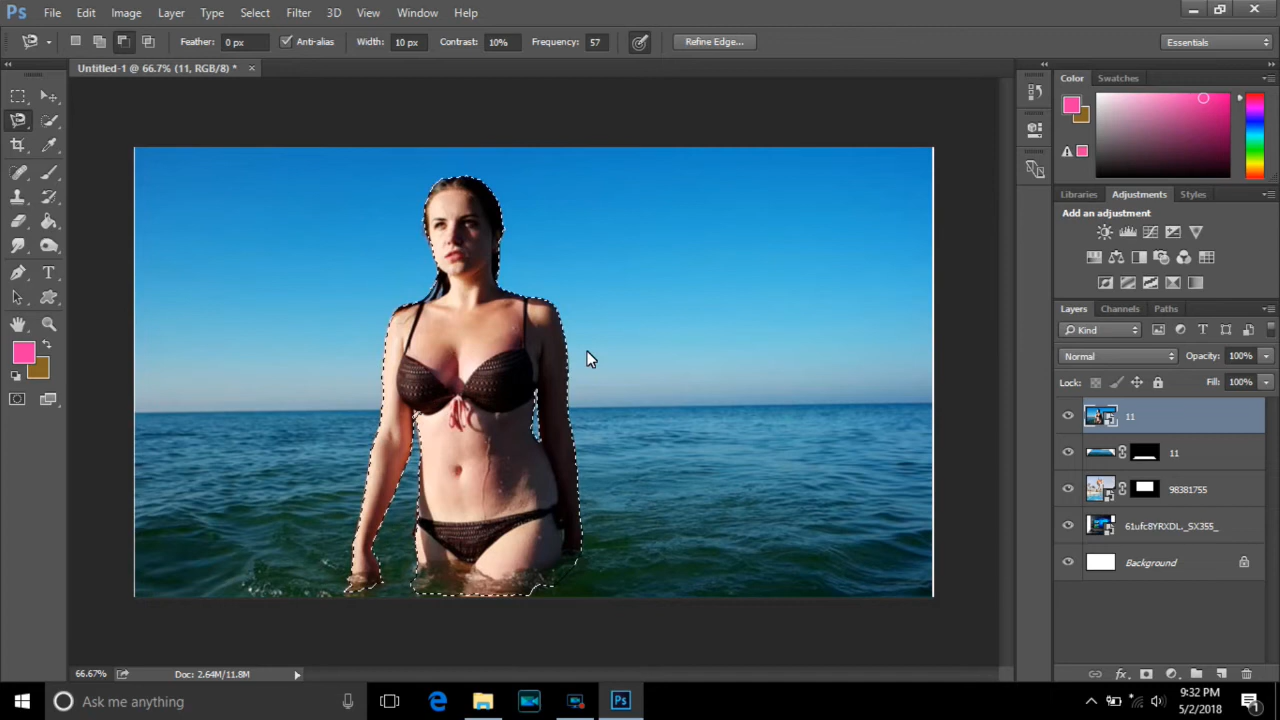 Ps File Edit Image Layer Type Select Filter 3D View Window Help
Feather: 0 px Anti-alias Width: 10 px Contrast: 10% Frequency: 57 Refine Edge... Essentials
Untitled-1 @ 66.7% (11, RGB/8) * ×
Color Swatches
Libraries Adjustments Styles
Add an adjustment
Layers Channels Paths
Kind
Normal Opacity: 100%
Lock: Fill: 100%
11
11
98381755
61ufc8YRXDL._SX355_
Background
66.67% Doc: 2.64M/11.8M
Ask me anything
Ps
9:32 PM
5/2/2018
1